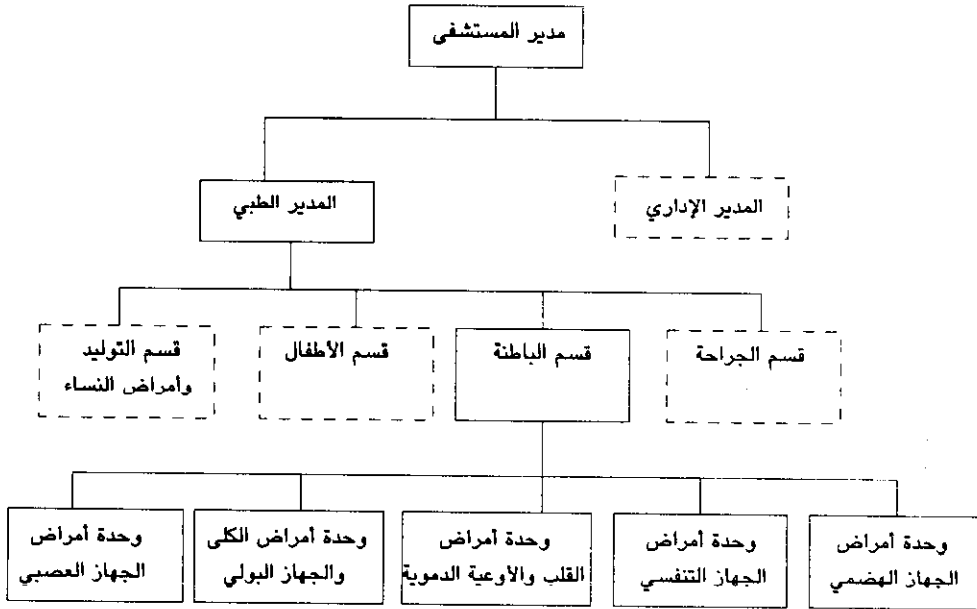 مدير المستشفى
المدير الإداري
المدير الطبي
قسم الجراحة
قسم الباطنة
قسم الأطفال
قسم التوليد
وأمراض النساء
وحدة أمراض
الجهاز الهضمي
وحدة أمراض
الجهاز التنفسي
وحدة أمراض
القلب والأوعية الدموية
وحدة أمراض الكلى
والجهاز البولي
وحدة أمراض
الجهاز العصبي